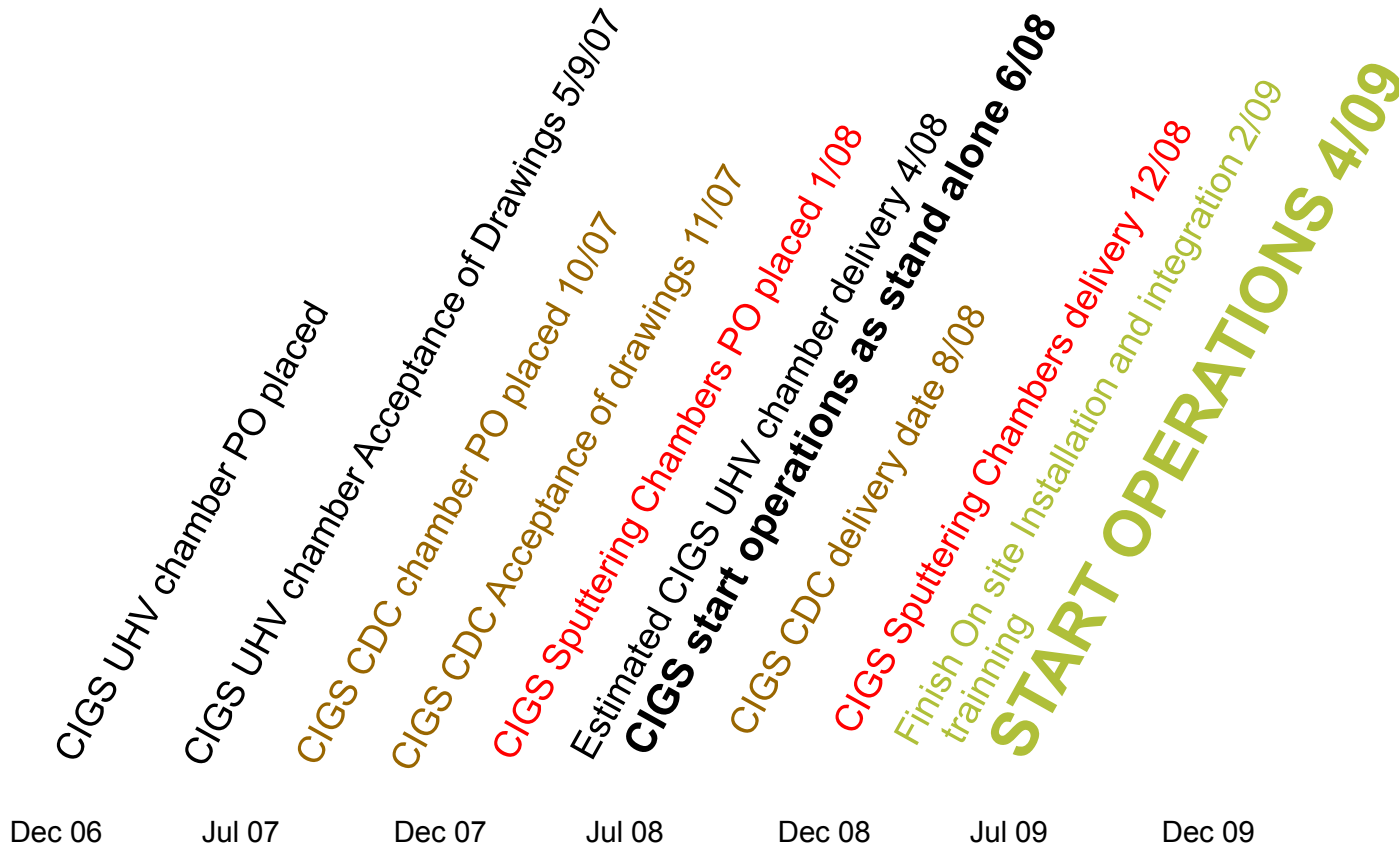 CIGS UHV chamber PO placed
CIGS UHV chamber Acceptance of Drawings 5/9/07
CIGS CDC chamber PO placed 10/07
CIGS CDC Acceptance of drawings 11/07
CIGS Sputtering Chambers PO placed 1/08
Estimated CIGS UHV chamber delivery 4/08
CIGS start operations as stand alone 6/08
CIGS CDC delivery date 8/08
CIGS Sputtering Chambers delivery 12/08
Finish On site Installation and integration 2/09
trainning
START OPERATIONS 4/09
Dec 06 Jul 07 Dec 07 Jul 08 Dec 08 Jul 09 Dec 09